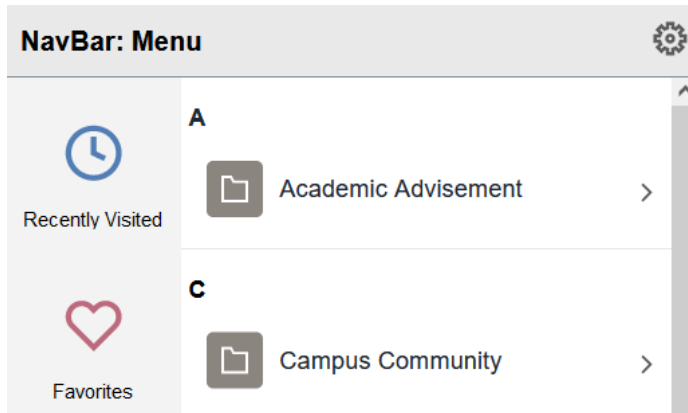 NavBar: Menu
A
Academic Advisement
Recently Visited
C
Campus Community
Favorites